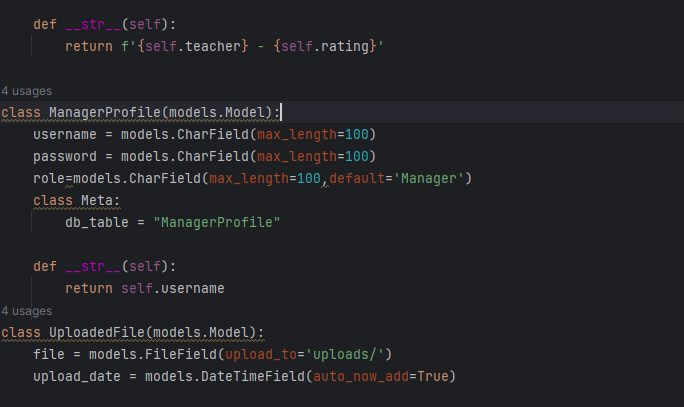 def __str__(self):
return f'{self.teacher} - {self.rating}'
4 usages
class ManagerProfile(models.Model):
username = models.CharField(max_length=100)
password = models.CharField(max_length=100)
role=models.CharField(max_length=100,default='Manager')
class Meta:
db_table = "ManagerProfile"
def __str__(self):
return self.username
4 usages
class UploadedFile(models.Model):
file = models.FileField(upload_to='uploads/')
upload_date = models.DateTimeField(auto_now_add=True)